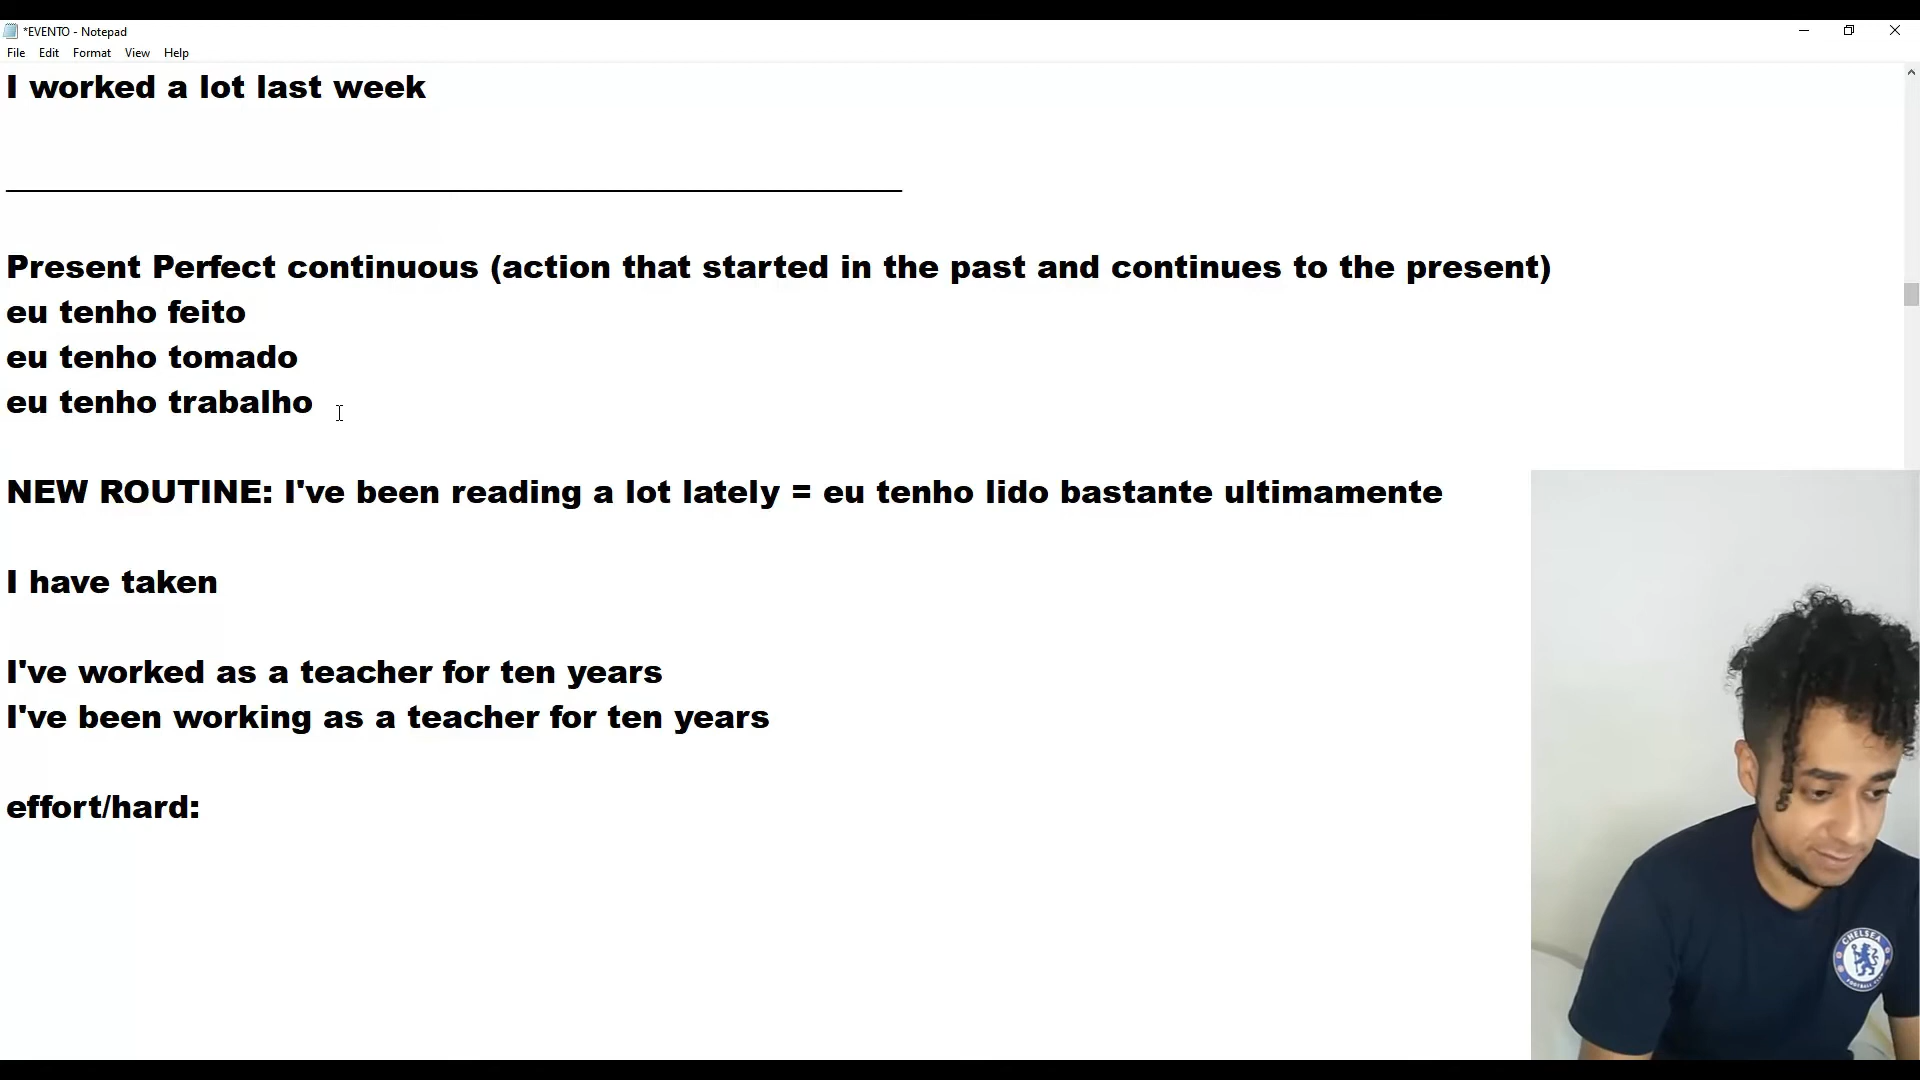 *EVENTO - Notepad
File Edit Format View Help
I worked a lot last week
Present Perfect continuous (action that started in the past and continues to the present)
eu tenho feito
eu tenho tomado
eu tenho trabalho
NEW ROUTINE: I've been reading a lot lately = eu tenho lido bastante ultimamente
I have taken
I've worked as a teacher for ten years
I've been working as a teacher for ten years
effort/hard:
CHELSEA
FOOTBALL CLUB